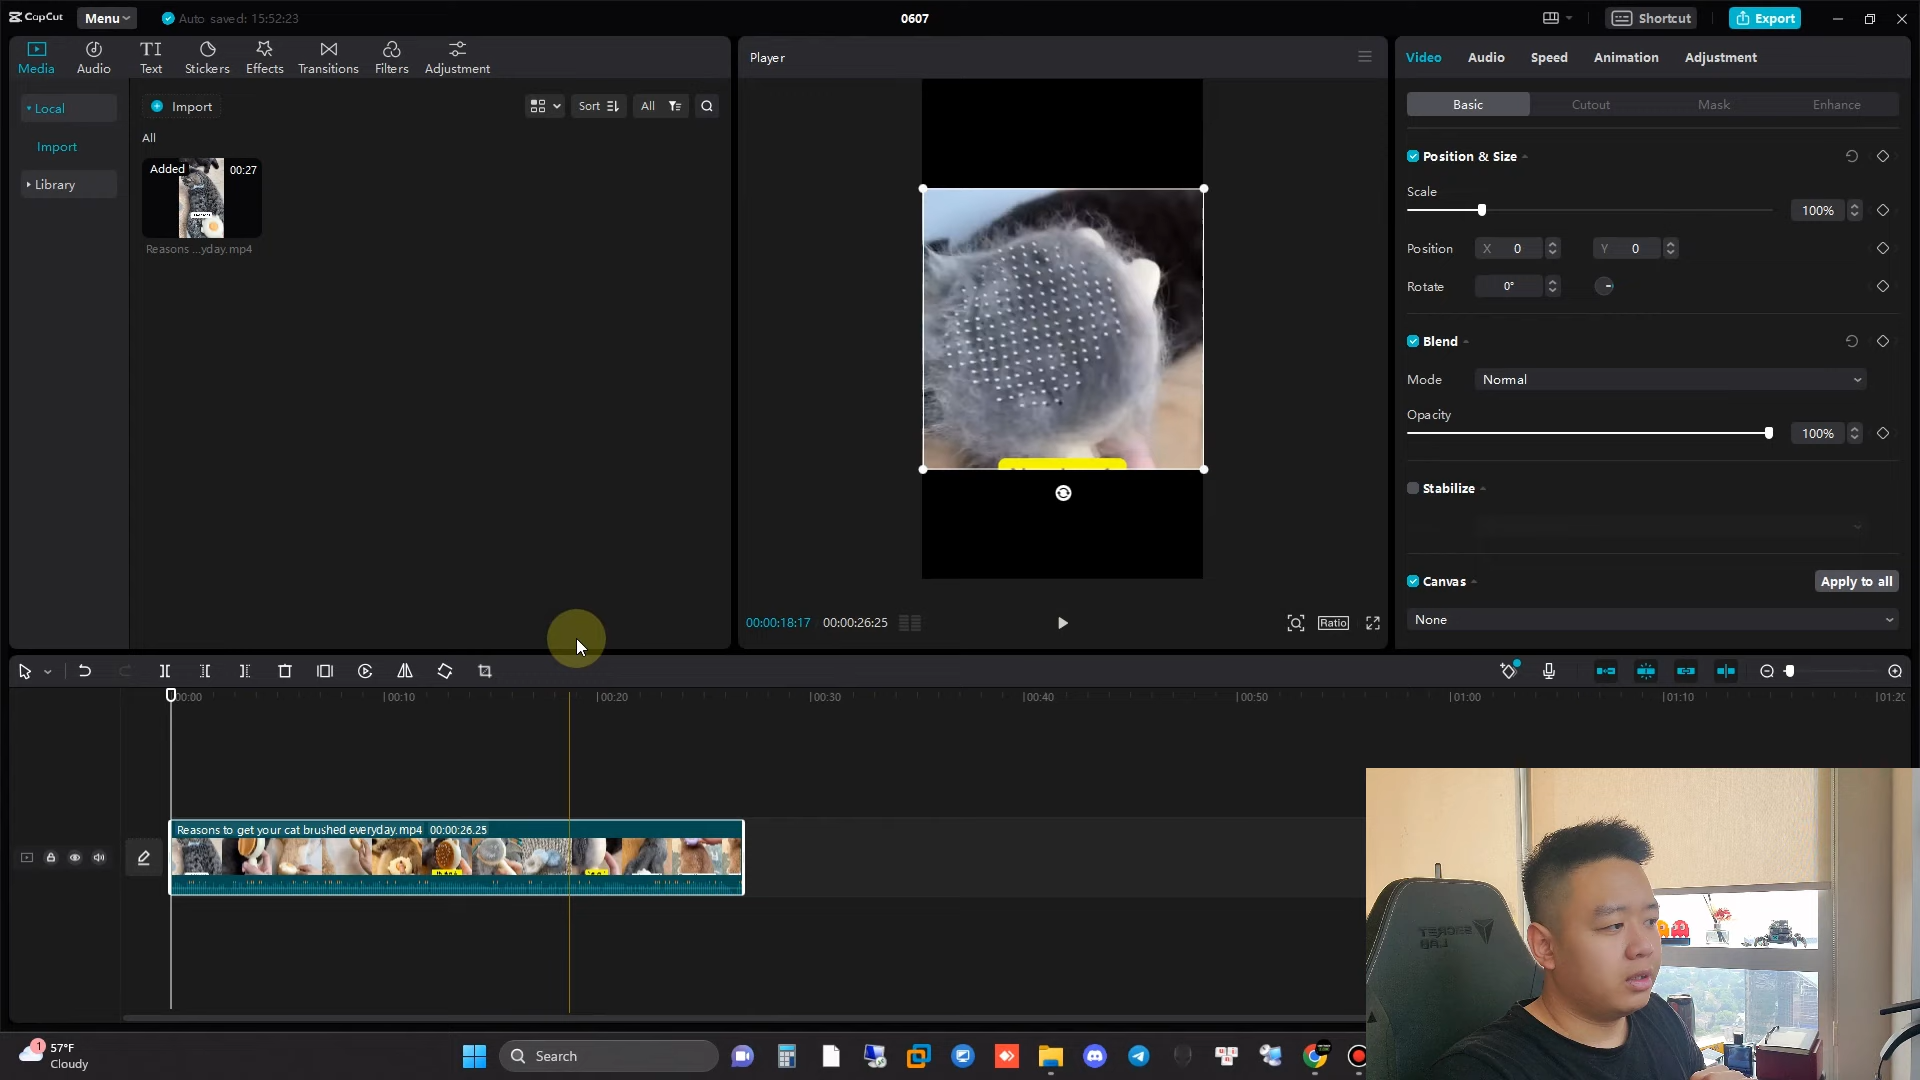 CapCut
Menu
Auto saved: 15:52:23
0607
Shortcut
Export
Media
Audio
Text
Stickers
Effects
Transitions
Filters
Adjustment
Local
Import
Library
Import
Sort
All
All
Added
00:27
Reasons ...yday.mp4
Player
00:00:18:17
00:00:26:25
Ratio
Video
Audio
Speed
Animation
Adjustment
Basic
Cutout
Mask
Enhance
Position & Size
Scale
100%
Position
X 0
Y 0
Rotate
0°
Blend
Mode
Normal
Opacity
100%
Stabilize
Canvas
Apply to all
None
00:00
00:10
00:20
00:30
00:40
00:50
01:00
01:10
01:20
Reasons to get your cat brushed everyday.mp4 00:00:26:25
SECRET
LAB
1
57°F
Cloudy
Search